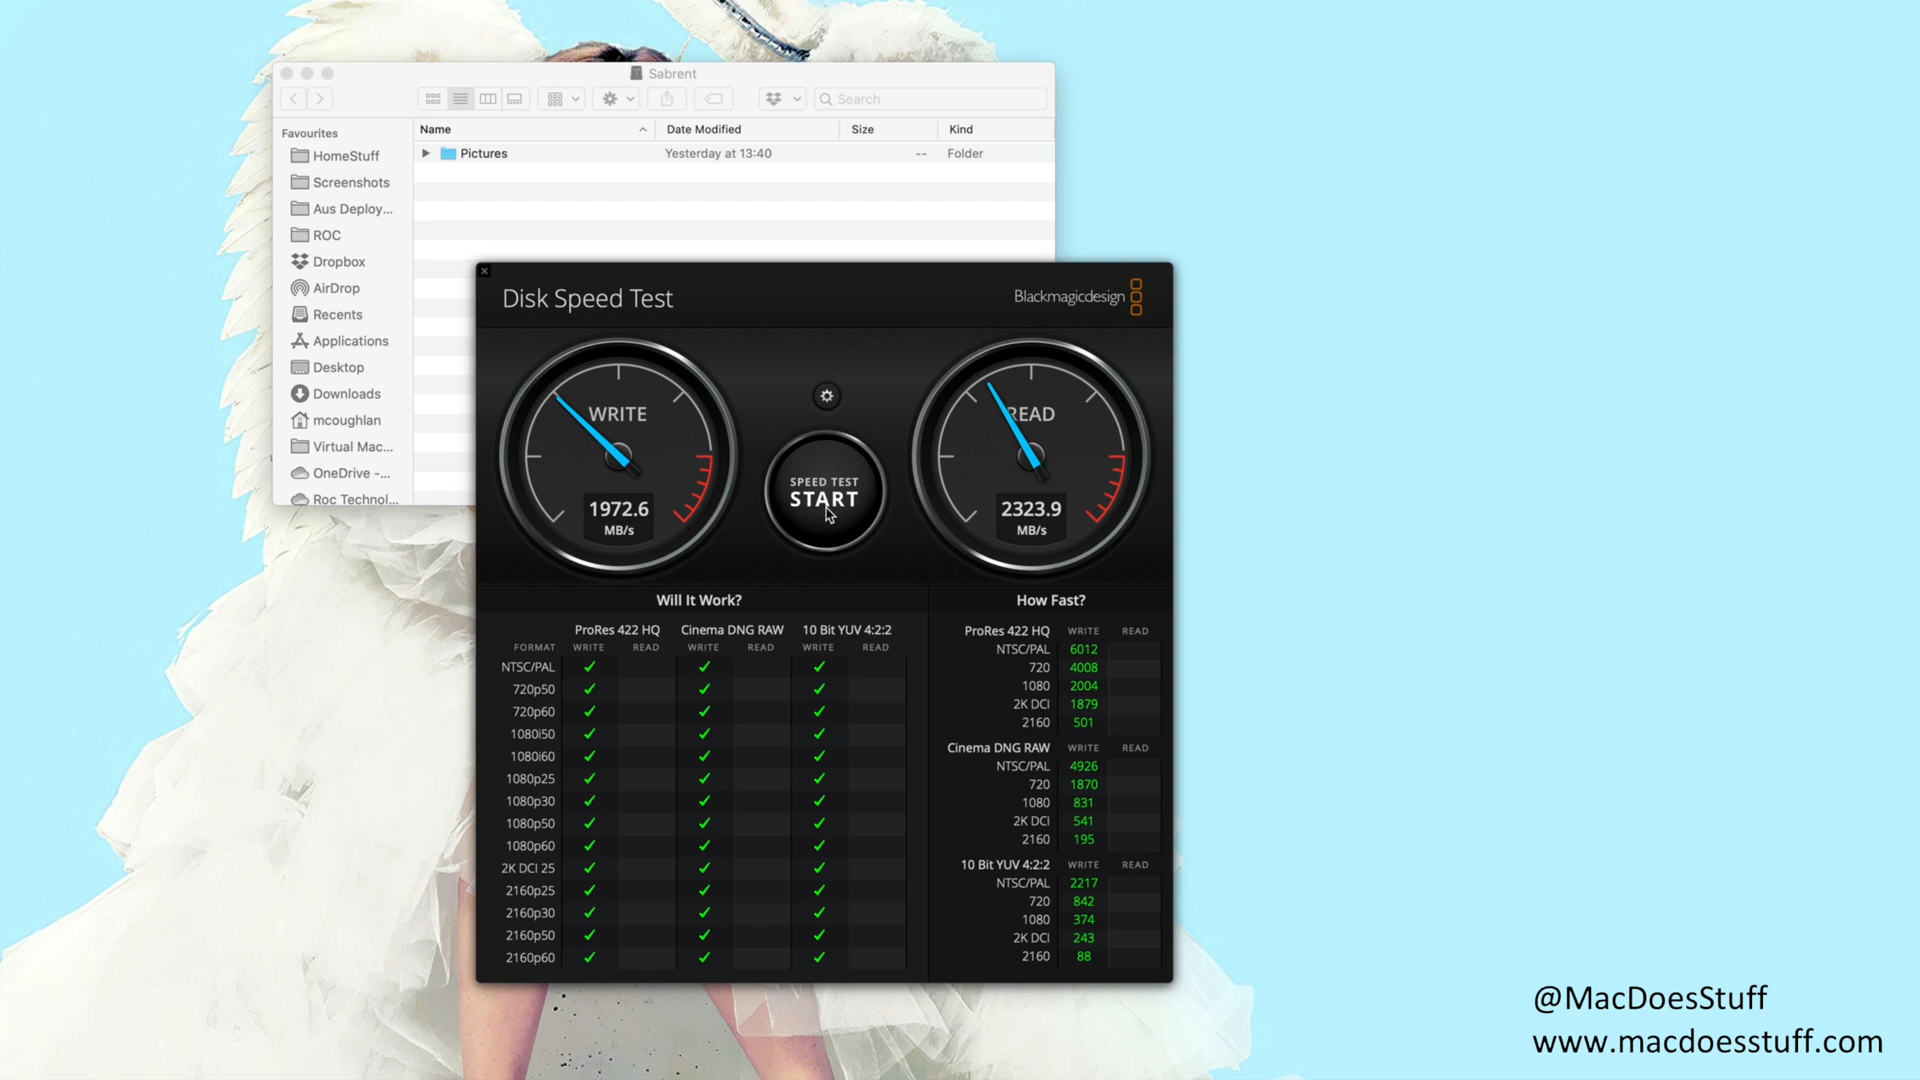 Sabrent
Search
Name Date Modified Size Kind
Pictures Yesterday at 13:40 -- Folder
Favourites
HomeStuff
Screenshots
Aus Deploy...
ROC
Dropbox
AirDrop
Recents
Applications
Desktop
Downloads
mcoughlan
Virtual Mac...
OneDrive -...
Roc Technol...
Disk Speed Test
Blackmagicdesign
WRITE
1972.6
MB/s
SPEED TEST
START
READ
2323.9
MB/s
Will It Work?
ProRes 422 HQ Cinema DNG RAW 10 Bit YUV 4:2:2
FORMAT WRITE READ WRITE READ WRITE READ
NTSC/PAL ✓ ✓ ✓
720p50 ✓ ✓ ✓
720p60 ✓ ✓ ✓
1080i50 ✓ ✓ ✓
1080i60 ✓ ✓ ✓
1080p25 ✓ ✓ ✓
1080p30 ✓ ✓ ✓
1080p50 ✓ ✓ ✓
1080p60 ✓ ✓ ✓
2K DCI 25 ✓ ✓ ✓
2160p25 ✓ ✓ ✓
2160p30 ✓ ✓ ✓
2160p50 ✓ ✓ ✓
2160p60 ✓ ✓ ✓
How Fast?
ProRes 422 HQ WRITE READ
NTSC/PAL 6012
720 4008
1080 2004
2K DCI 1879
2160 501
Cinema DNG RAW WRITE READ
NTSC/PAL 4926
720 1870
1080 831
2K DCI 541
2160 195
10 Bit YUV 4:2:2 WRITE READ
NTSC/PAL 2217
720 842
1080 374
2K DCI 243
2160 88
@MacDoesStuff
www.macdoesstuff.com